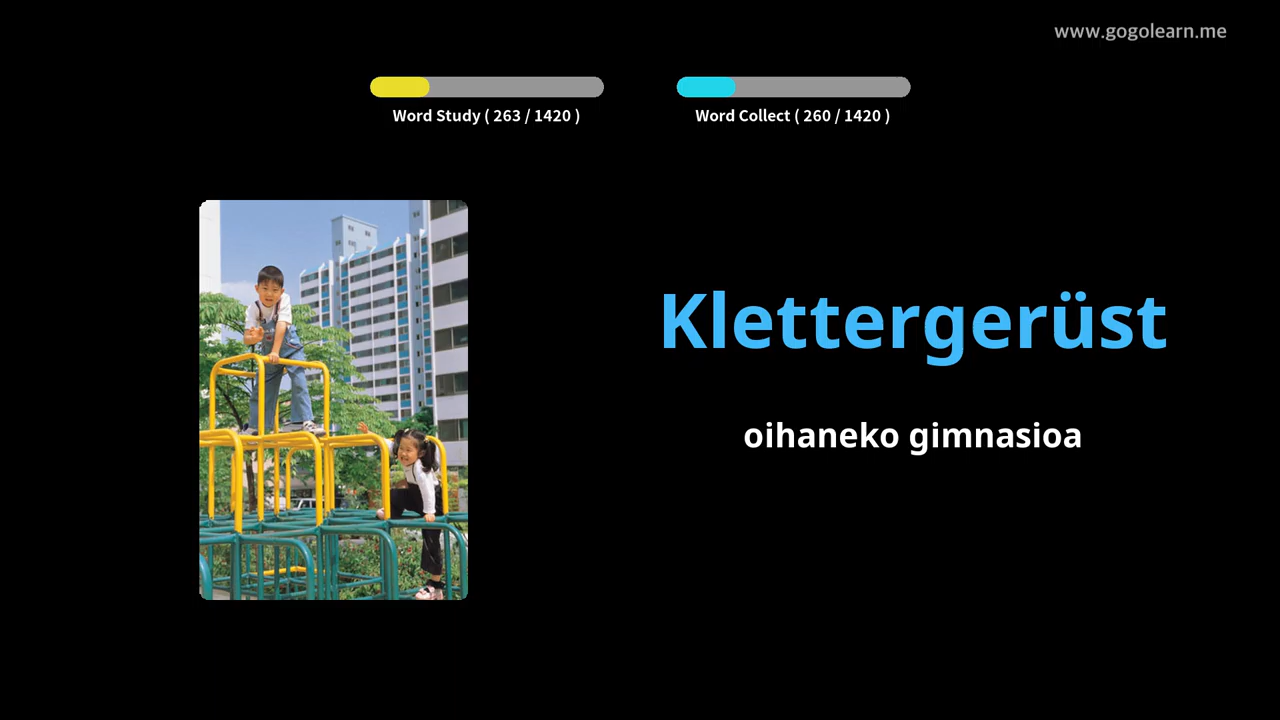 www.gogolearn.me
Word Study ( 263 / 1420 )
Word Collect ( 260 / 1420 )
Klettergerüst
oihaneko gimnasioa